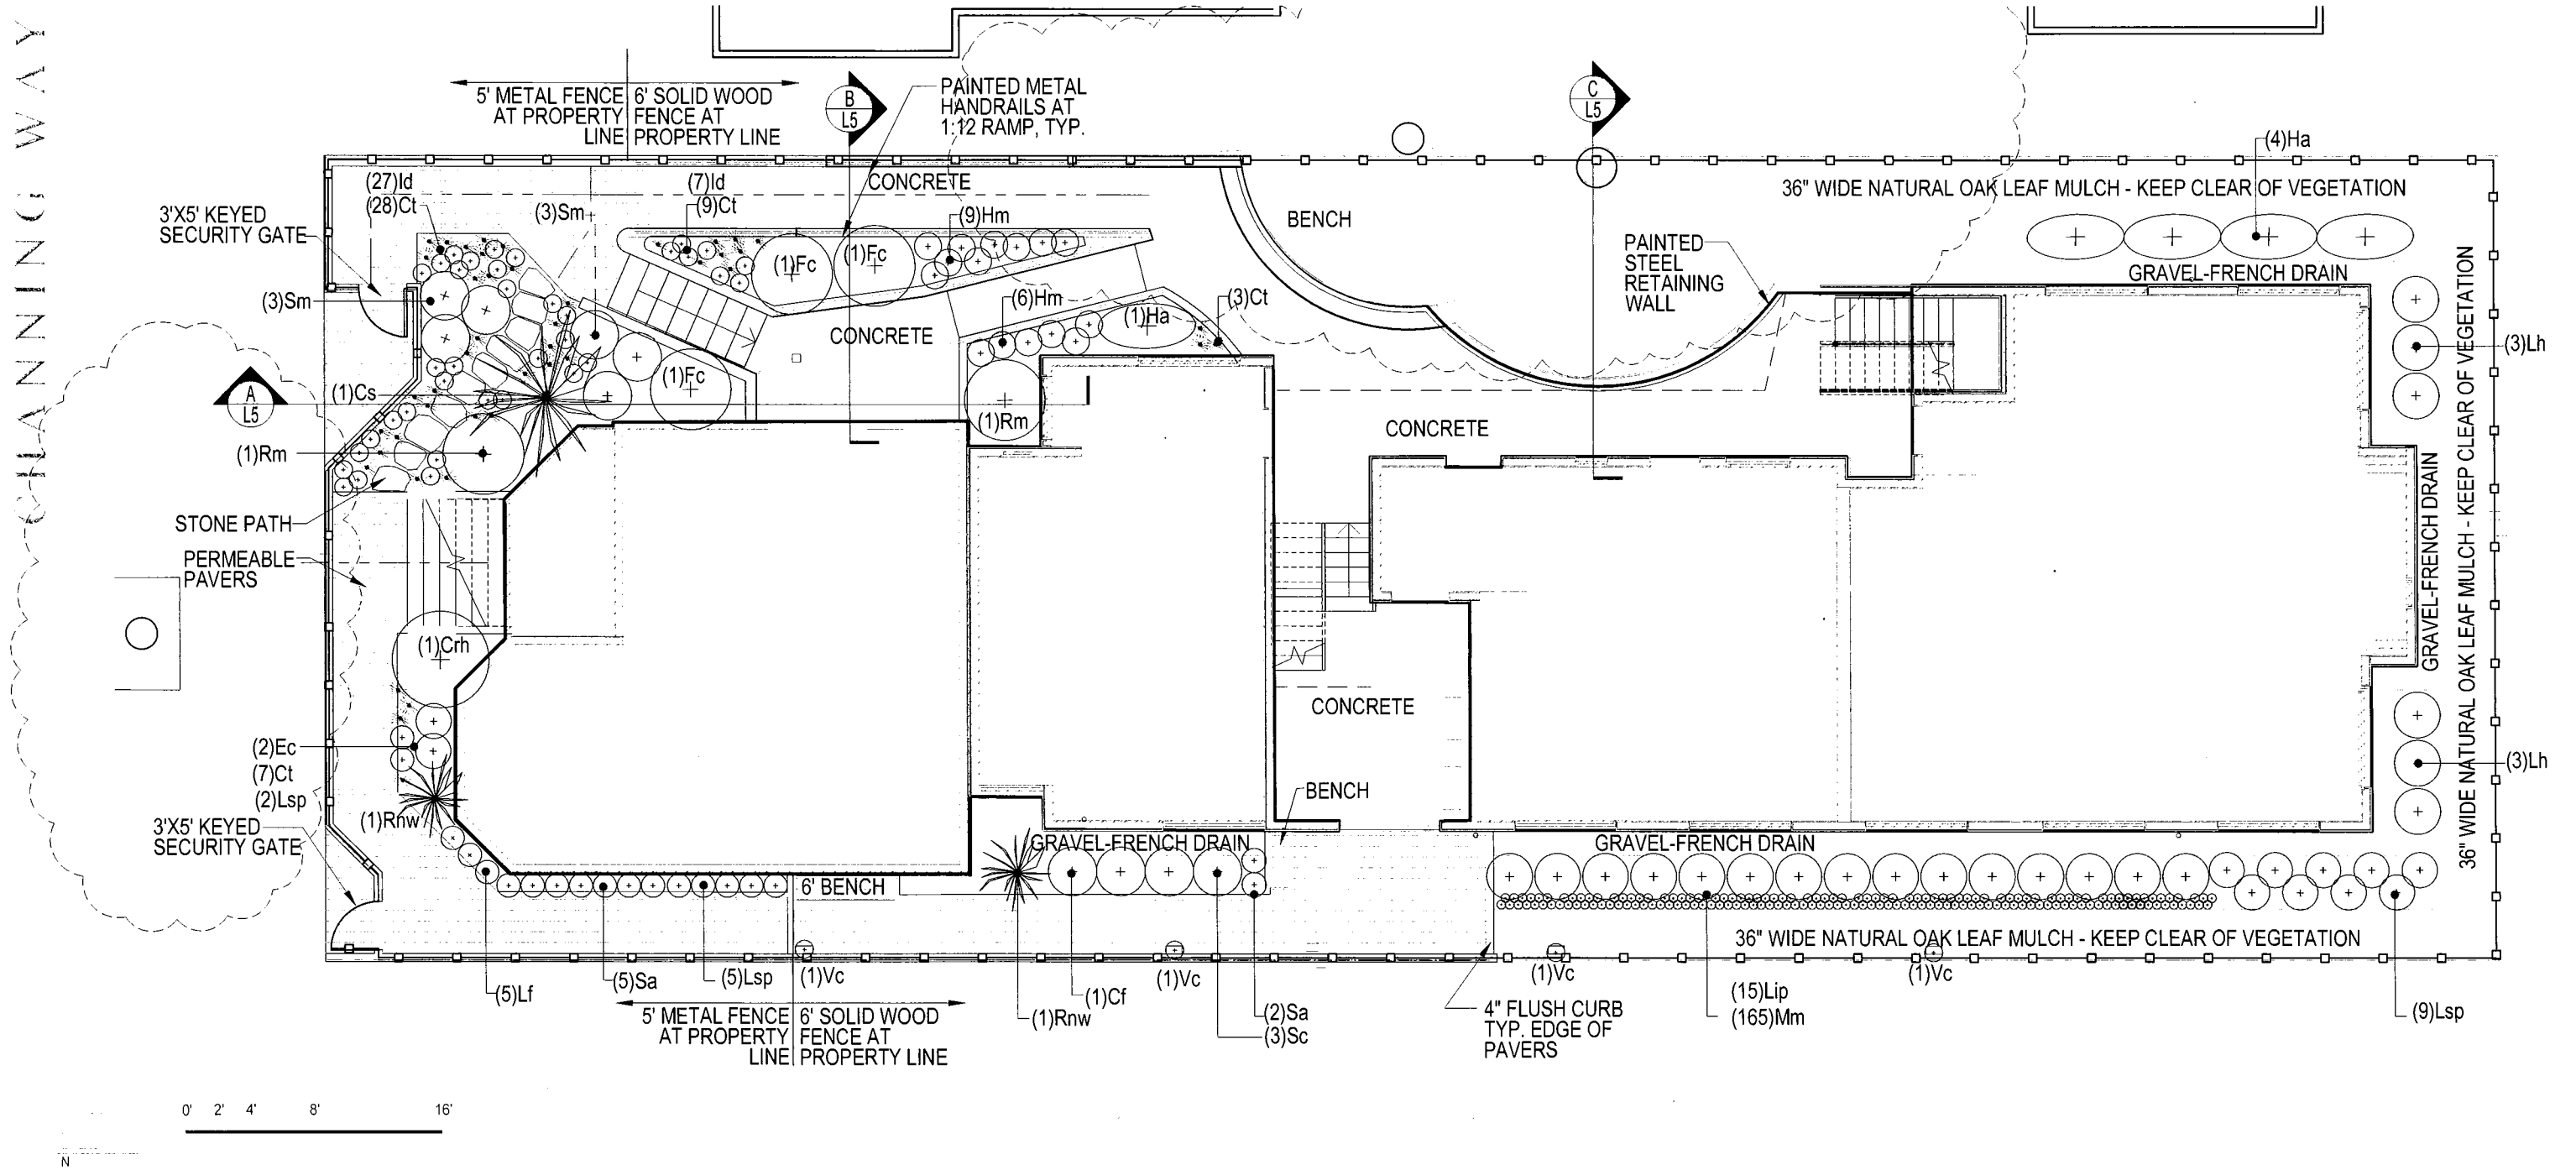 CHANNING WAY
5' METAL FENCE
AT PROPERTY
LINE
6' SOLID WOOD
FENCE AT
PROPERTY LINE
B
L5
PAINTED METAL
HANDRAILS AT
1:12 RAMP, TYP.
C
L5
(4)Ha
36" WIDE NATURAL OAK LEAF MULCH - KEEP CLEAR OF VEGETATION
CONCRETE
(27)Id
(28)Ct
(7)Id
(9)Ct
(3)Sm
(9)Hm
BENCH
3'X5' KEYED
SECURITY GATE
PAINTED
STEEL
RETAINING
WALL
GRAVEL-FRENCH DRAIN
(1)Fc
(1)Fc
(3)Sm
(6)Hm
(3)Ct
(1)Ha
CONCRETE
(3)Lh
(1)Fc
A
L5
(1)Cs
(1)Rm
CONCRETE
(1)Rm
STONE PATH
PERMEABLE
PAVERS
GRAVEL-FRENCH DRAIN
36" WIDE NATURAL OAK LEAF MULCH - KEEP CLEAR OF VEGETATION
(1)Crh
CONCRETE
(2)Ec
(7)Ct
(2)Lsp
(3)Lh
BENCH
(1)Rnw
3'X5' KEYED
SECURITY GATE
GRAVEL-FRENCH DRAIN
GRAVEL-FRENCH DRAIN
6' BENCH
36" WIDE NATURAL OAK LEAF MULCH - KEEP CLEAR OF VEGETATION
(5)Lf
(5)Sa
(5)Lsp
(1)Vc
(1)Vc
(1)Vc
(1)Vc
(1)Cf
(1)Rnw
(2)Sa
(3)Sc
(15)Lip
(165)Mm
(9)Lsp
5' METAL FENCE
AT PROPERTY
LINE
6' SOLID WOOD
FENCE AT
PROPERTY LINE
4" FLUSH CURB
TYP. EDGE OF
PAVERS
0' 2' 4' 8' 16'
N